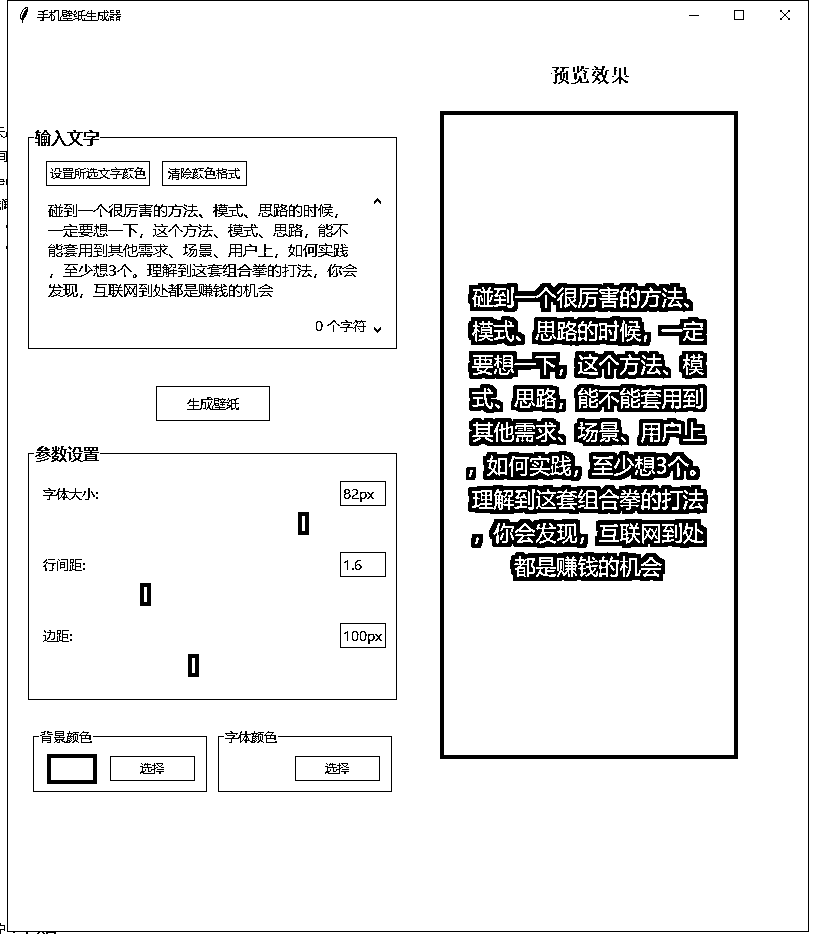 手机壁纸生成器
预览效果
输入文字
设置所选文字颜色 清除颜色格式
碰到一个很厉害的方法、模式、思路的时候，
一定要想一下，这个方法、模式、思路，能不
能套用到其他需求、场景、用户上，如何实践
，至少想3个。理解到这套组合拳的打法，你会
发现，互联网到处都是赚钱的机会
0 个字符
生成壁纸
参数设置
字体大小: 82px
行间距: 1.6
边距: 100px
背景颜色
选择
字体颜色
选择
碰到一个很厉害的方法、
模式、思路的时候，一定
要想一下，这个方法、模
式、思路，能不能套用到
其他需求、场景、用户上
，如何实践，至少想3个。
理解到这套组合拳的打法
，你会发现，互联网到处
都是赚钱的机会